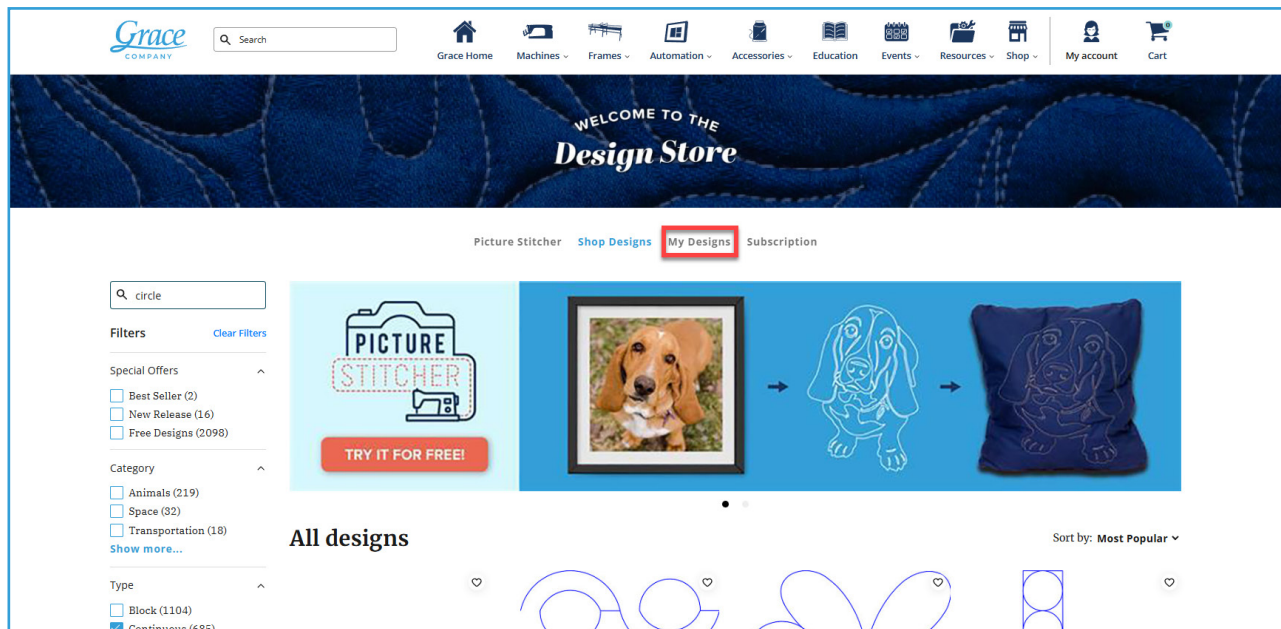 Grace
COMPANY
Search
Grace Home
Machines
Frames
Automation
Accessories
Education
Events
Resources
Shop
My account
0
Cart
WELCOME TO THE
Design Store
Picture Stitcher
Shop Designs
My Designs
Subscription
circle
Filters
Clear Filters
Special Offers
Best Seller (2)
New Release (16)
Free Designs (2098)
Category
Animals (219)
Space (32)
Transportation (18)
Show more...
Type
Block (1104)
Continuous (685)
PICTURE
STITCHER
TRY IT FOR FREE!
All designs
Sort by: Most Popular